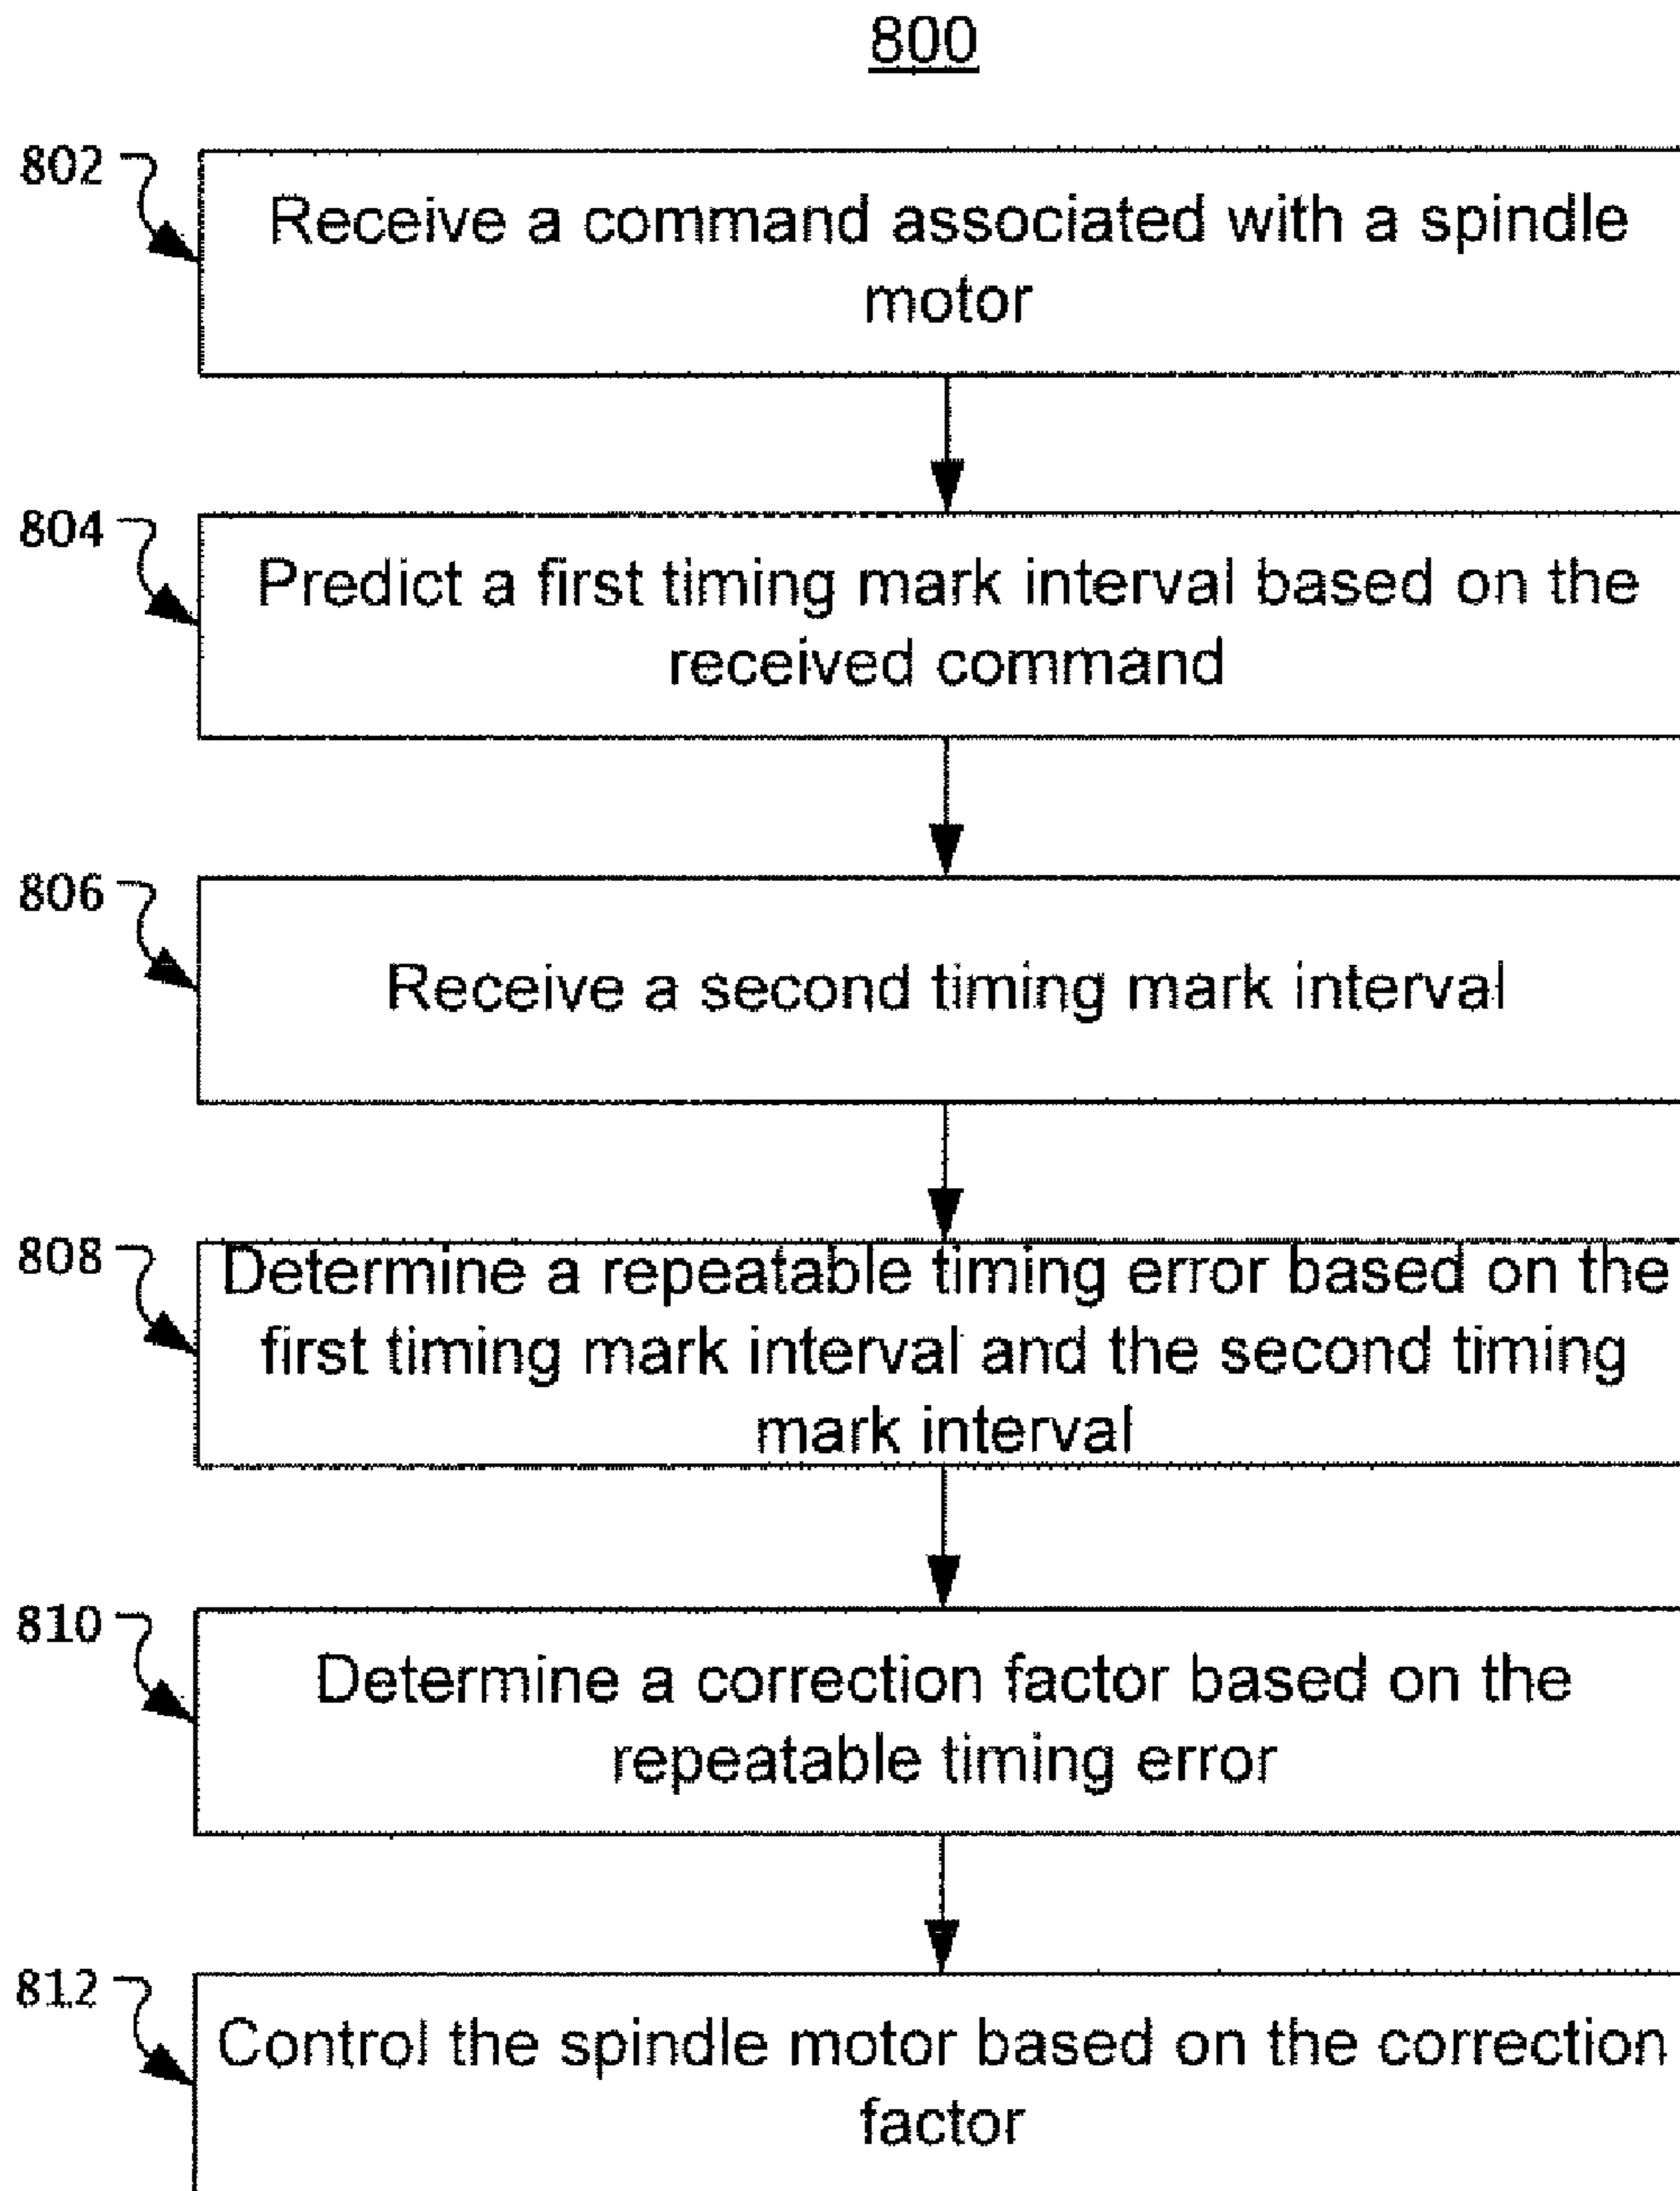 800
802
Receive a command associated with a spindle
motor
804
Predict a first timing mark interval based on the
received command
806
Receive a second timing mark interval
808
Determine a repeatable timing error based on the
first timing mark interval and the second timing
mark interval
810
Determine a correction factor based on the
repeatable timing error
812
Control the spindle motor based on the correction
factor